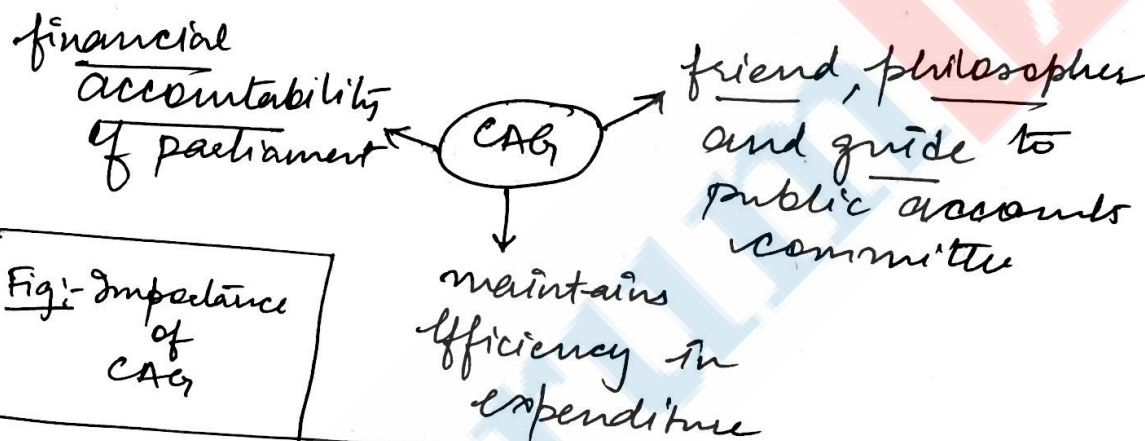 financial
accountability
of parliament
CAG
friend, philosopher
and guide to
public accounts
committee
maintains
efficiency in
expenditure
Fig:- Importance
of
CAG